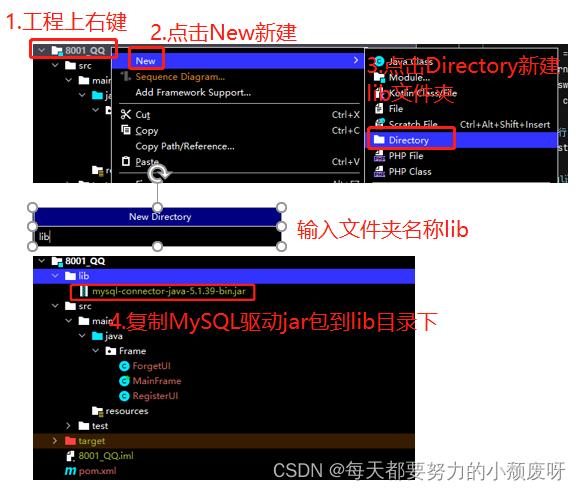 1.工程上右键
2.点击New新建
8001_QQ
New
Java Class
src
Sequence Diagram...
3.点击Directory新建
Module...
main
Add Framework Support...
Kotlin Class/File
lib文件夹
File
Cut Ctrl+X
Scratch File Ctrl+Alt+Shift+Insert
Copy Ctrl+C
Directory
Copy Path/Reference...
PHP File
Paste Ctrl+V
PHP Class
New Directory
lib
输入文件夹名称lib
8001_QQ
lib
mysql-connector-java-5.1.39-bin.jar
src
main
4.复制MySQL驱动jar包到lib目录下
java
Frame
ForgetUI
MainFrame
RegisterUI
resources
test
target
8001_QQ.iml
pom.xml
CSDN @每天都要努力的小颓废呀